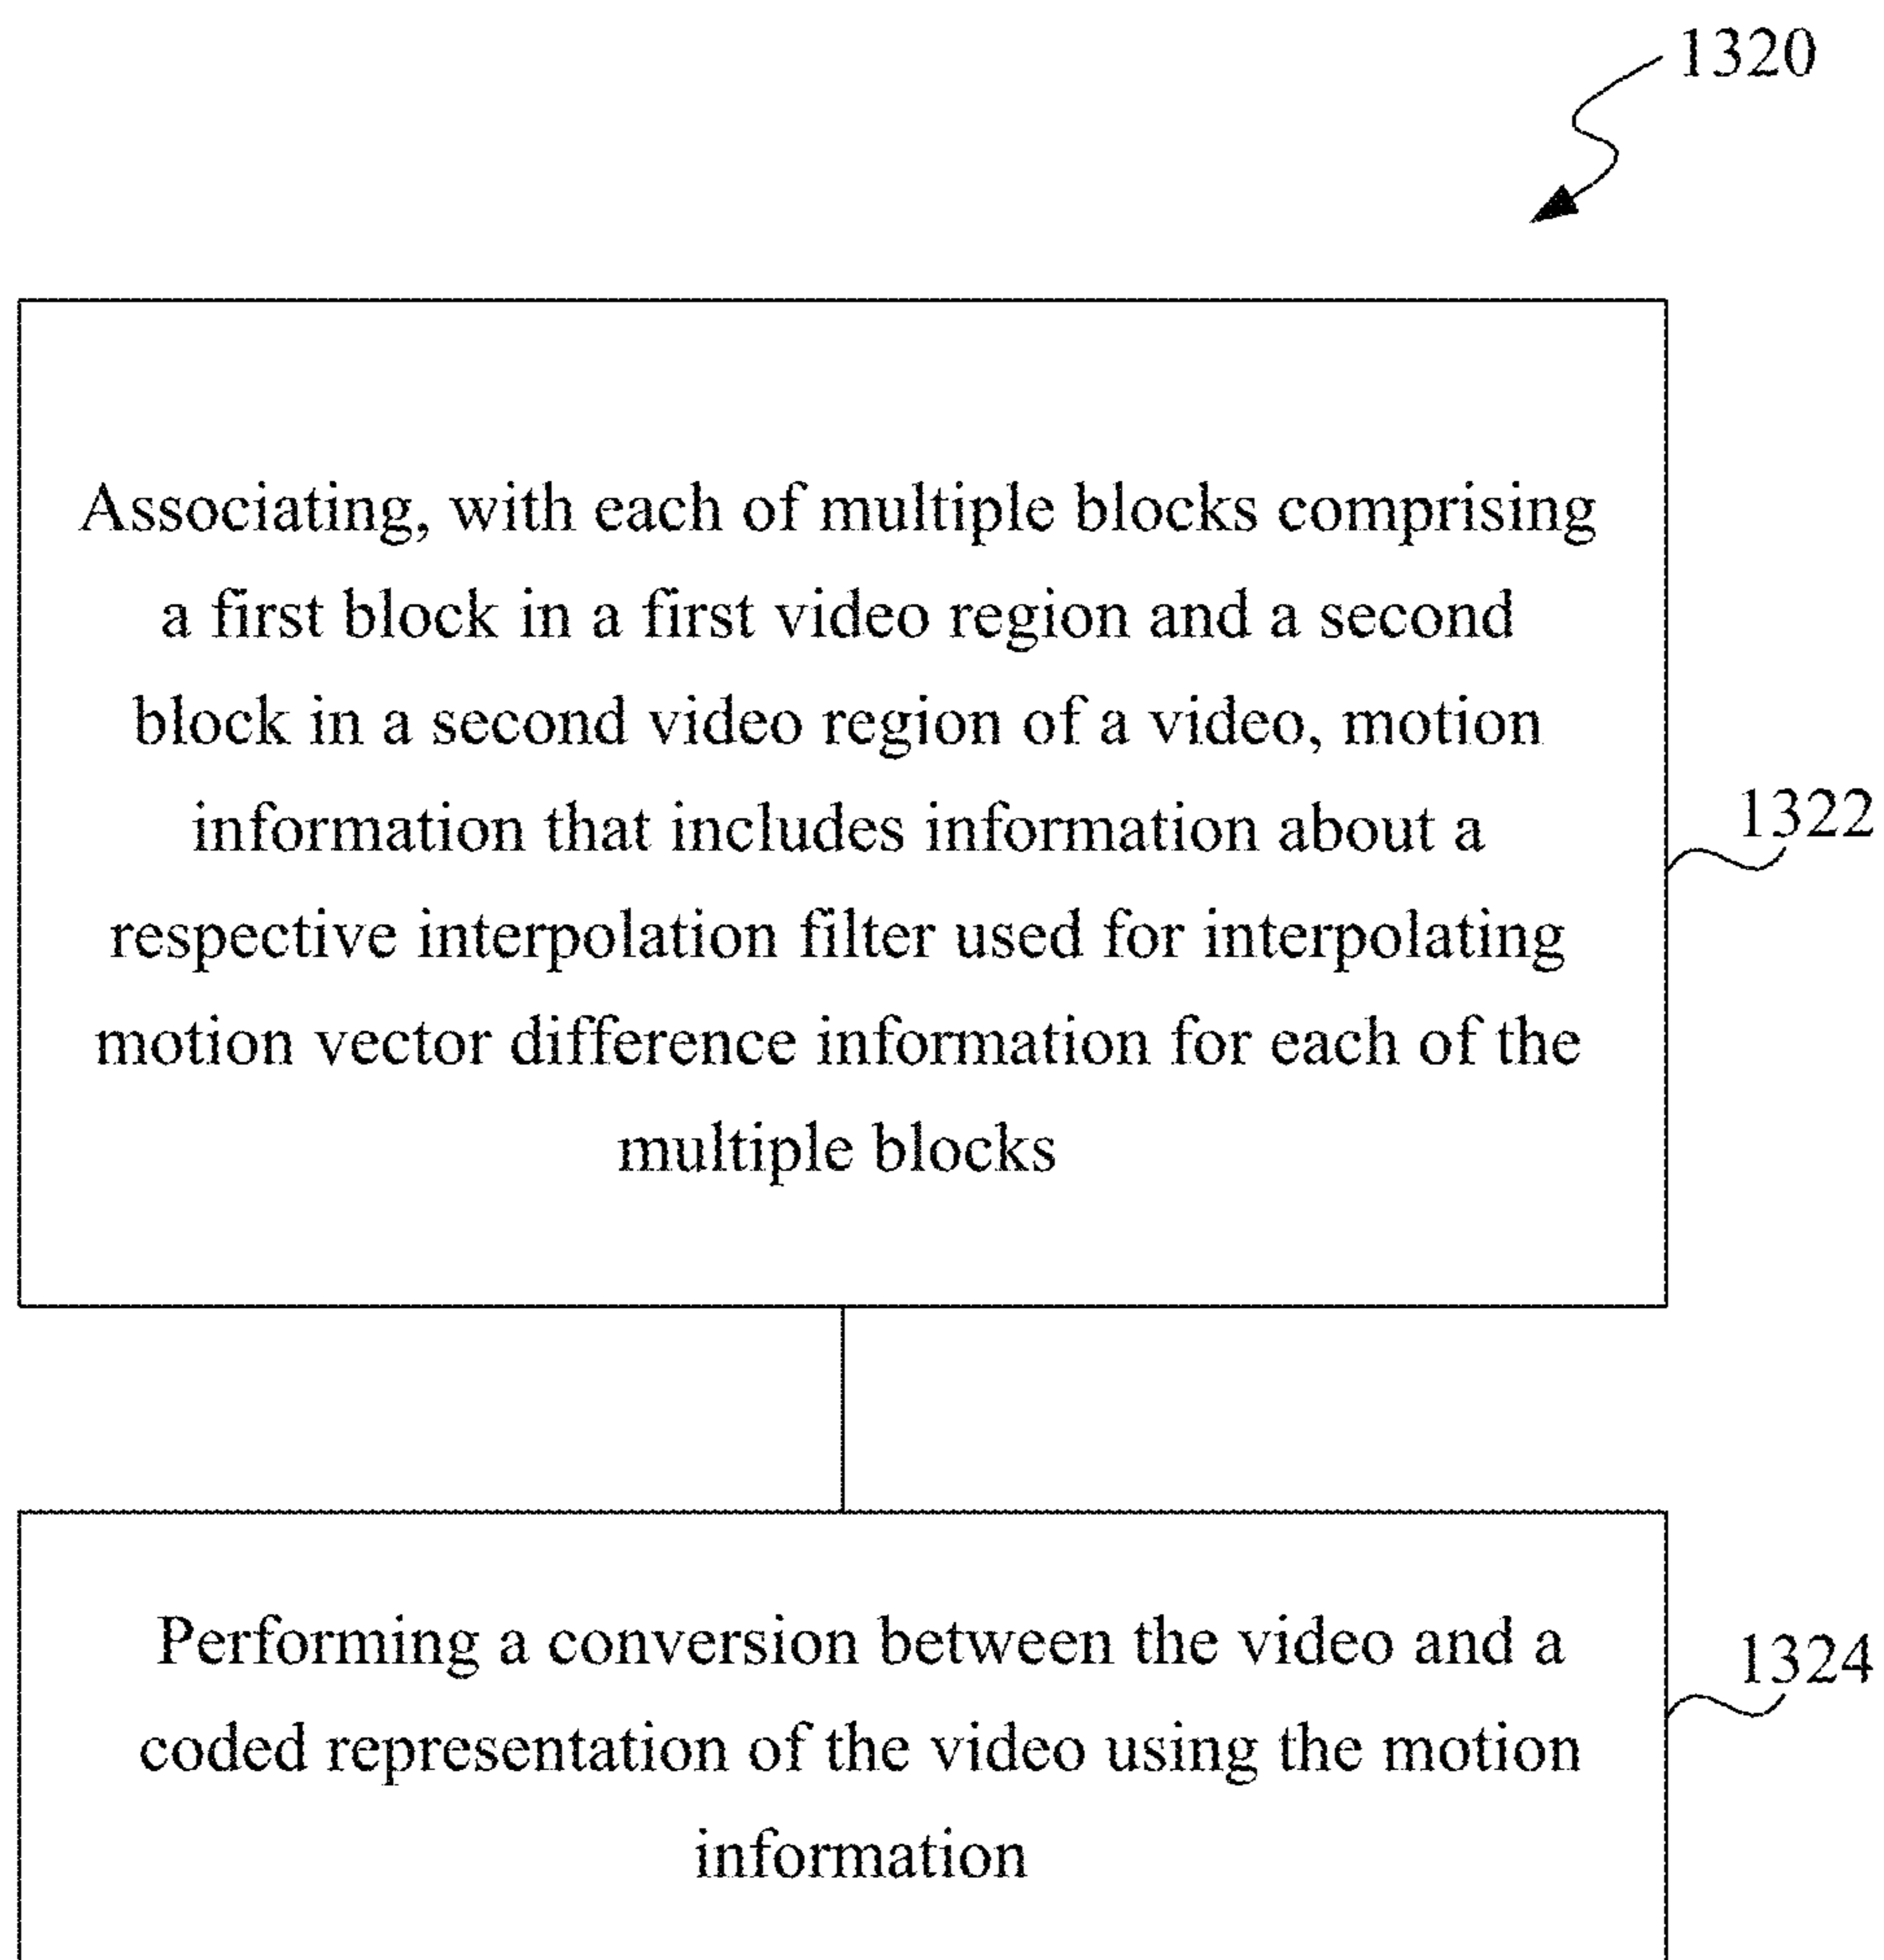 1320
Associating, with each of multiple blocks comprising
a first block in a first video region and a second
block in a second video region of a video, motion
information that includes information about a
respective interpolation filter used for interpolating
motion vector difference information for each of the
multiple blocks
1322
Performing a conversion between the video and a
coded representation of the video using the motion
information
1324